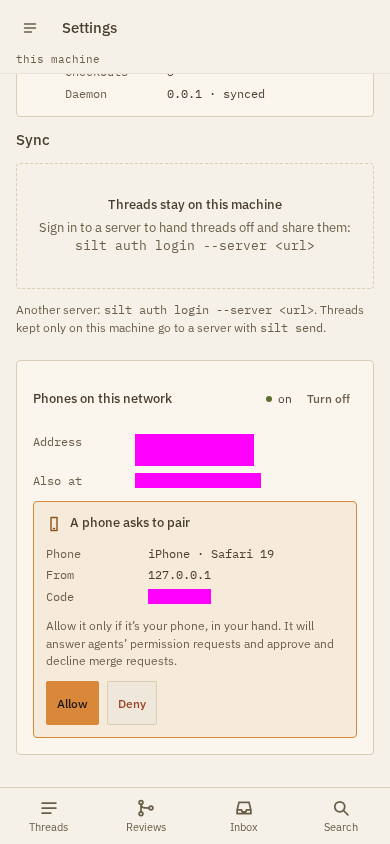 Settings
this machine
Daemon 0.0.1 · synced
Sync
Threads stay on this machine
Sign in to a server to hand threads off and share them:
silt auth login --server <url>
Another server: silt auth login --server <url>. Threads
kept only on this machine go to a server with silt send.
Phones on this network on Turn off
Address
Also at
A phone asks to pair
Phone iPhone · Safari 19
From 127.0.0.1
Code
Allow it only if it’s your phone, in your hand. It will
answer agents’ permission requests and approve and
decline merge requests.
Allow Deny
Threads Reviews Inbox Search